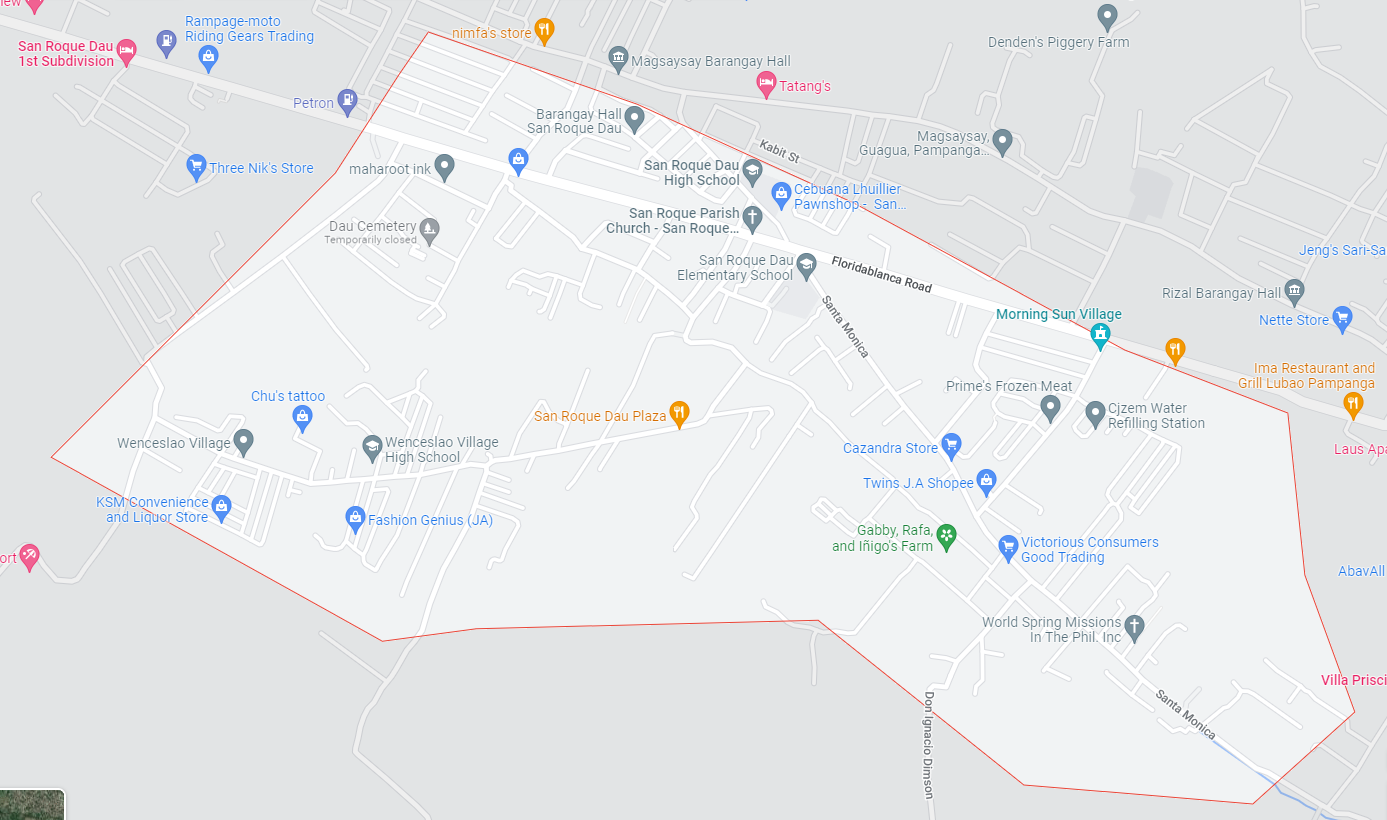 iew
Rampage-moto
Riding Gears Trading
San Roque Dau
1st Subdivision
nimfa's store
Denden's Piggery Farm
Magsaysay Barangay Hall
Tatang's
Petron
Barangay Hall
San Roque Dau
Kabit St
Magsaysay,
Guagua, Pampanga...
Three Nik's Store
maharoot ink
San Roque Dau
High School
Cebuana Lhuillier
Pawnshop - San...
San Roque Parish
Church - San Roque...
Dau Cemetery
Temporarily closed
San Roque Dau
Elementary School
Floridablanca Road
Jeng's Sari-Sa
Rizal Barangay Hall
Nette Store
Santa Monica
Morning Sun Village
Ima Restaurant and
Grill Lubao Pampanga
Prime's Frozen Meat
Chu's tattoo
San Roque Dau Plaza
Cjzem Water
Refilling Station
Wenceslao Village
Wenceslao Village
High School
Cazandra Store
Laus Apa
Twins J.A Shopee
KSM Convenience
and Liquor Store
Fashion Genius (JA)
Gabby, Rafa,
and Iñigo's Farm
Victorious Consumers
Good Trading
ort
AbavAll
World Spring Missions
In The Phil. Inc
Villa Prisci
Santa Monica
Don Ignacio Dimson